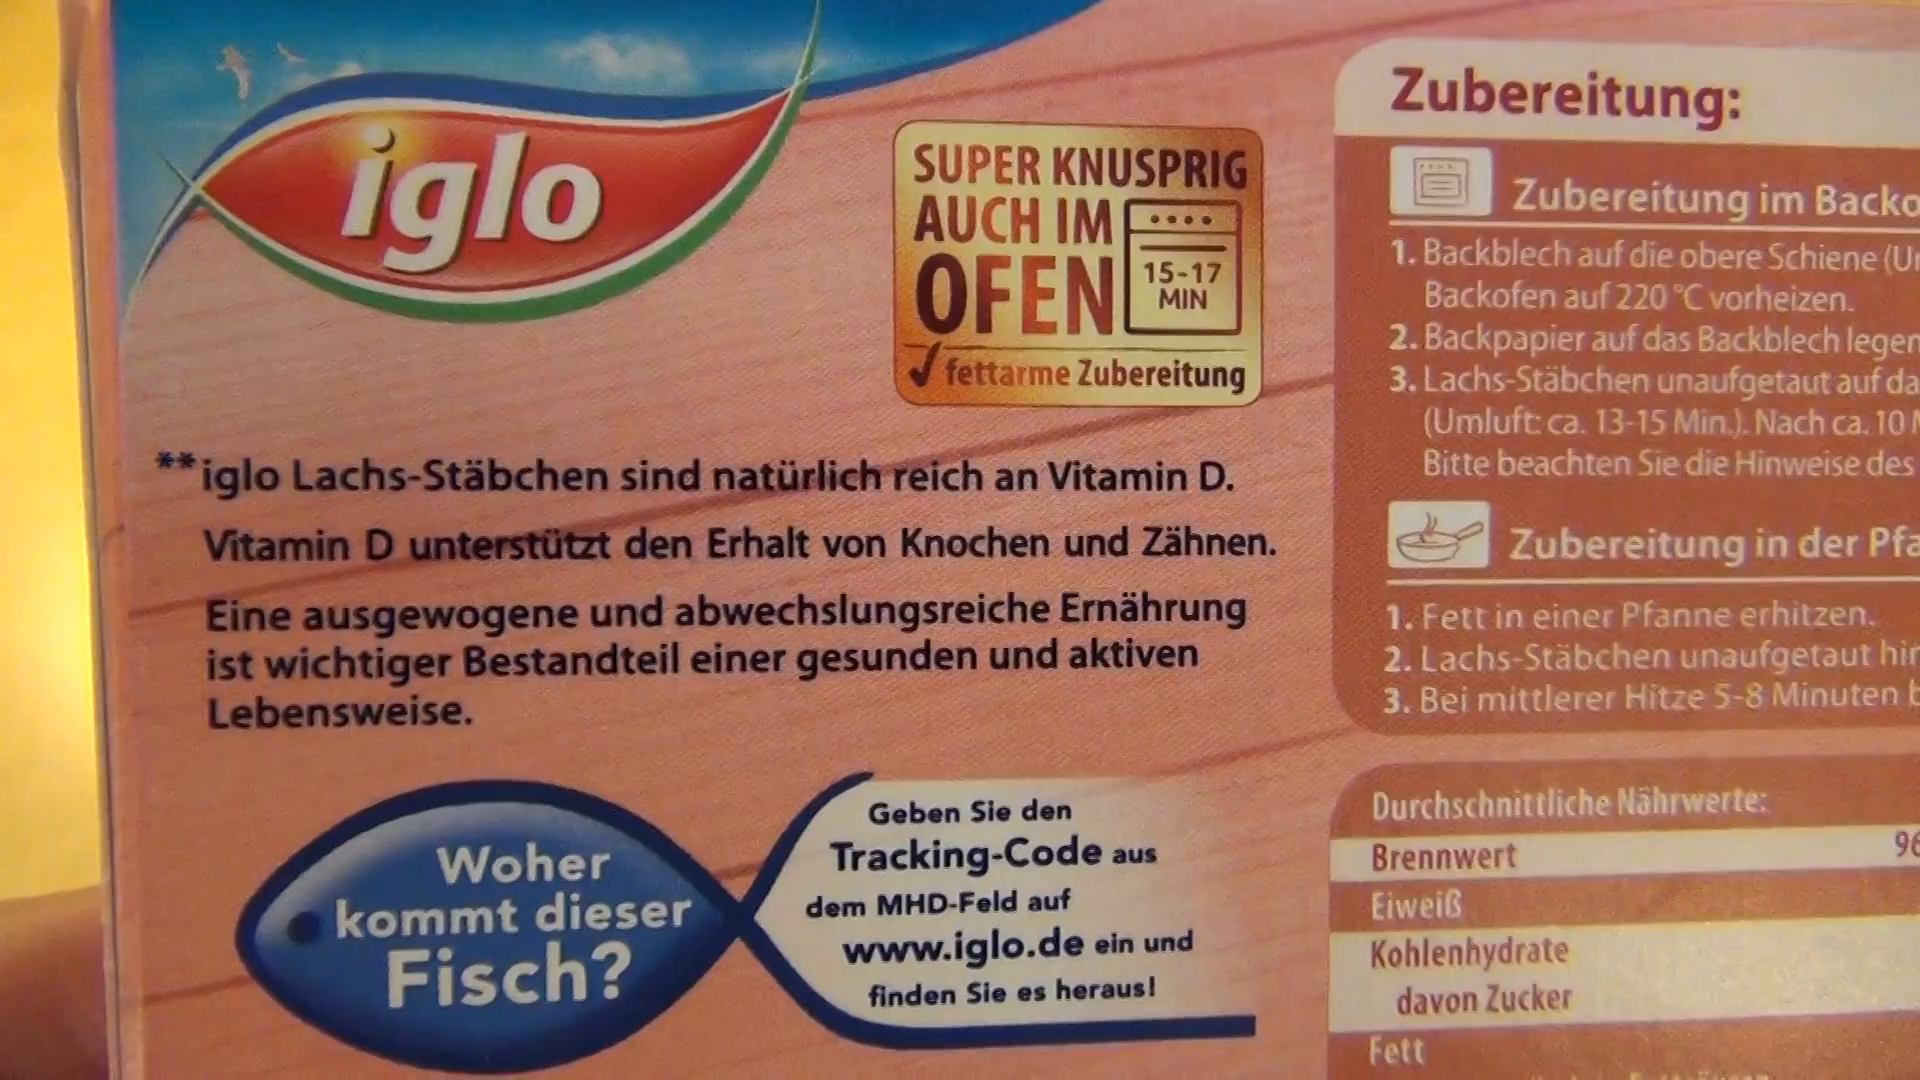 iglo
SUPER KNUSPRIG
AUCH IM
OFEN
15-17
MIN
fettarme Zubereitung
**iglo Lachs-Stäbchen sind natürlich reich an Vitamin D.
Vitamin D unterstützt den Erhalt von Knochen und Zähnen.
Eine ausgewogene und abwechslungsreiche Ernährung
ist wichtiger Bestandteil einer gesunden und aktiven
Lebensweise.
Woher
kommt dieser
Fisch?
Geben Sie den
Tracking-Code aus
dem MHD-Feld auf
www.iglo.de ein und
finden Sie es heraus!
Zubereitung:
Zubereitung im Backo
1. Backblech auf die obere Schiene
Backofen auf 220 °C vorheizen.
2. Backpapier auf das Backblech legen
3. Lachs-Stäbchen unaufgetaut auf da
(Umluft: ca. 13-15 Min.). Nach ca. 10
Bitte beachten Sie die Hinweise des
Zubereitung in der Pfa
1. Fett in einer Pfanne erhitzen.
2. Lachs-Stäbchen unaufgetaut
3. Bei mittlerer Hitze 5-8 Minuten
Durchschnittliche Nährwerte:
Brennwert 96
Eiweiß
Kohlenhydrate
davon Zucker
Fett